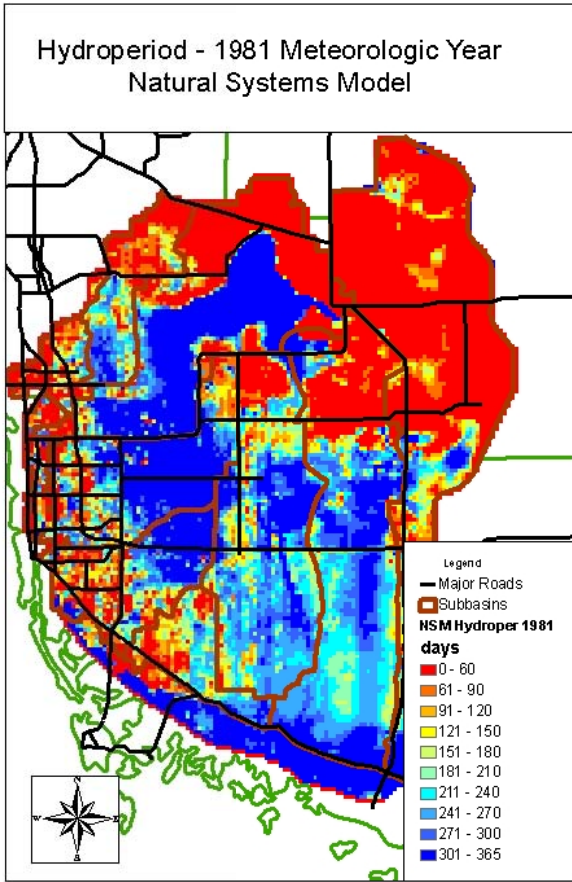 Hydroperiod - 1981 Meteorologic Year
Natural Systems Model
Legend
Major Roads
Subbasins
NSM Hydroper 1981
days
0 - 60
61 - 90
91 - 120
121 - 150
151 - 180
181 - 210
211 - 240
241 - 270
271 - 300
301 - 365
N
W
E
S